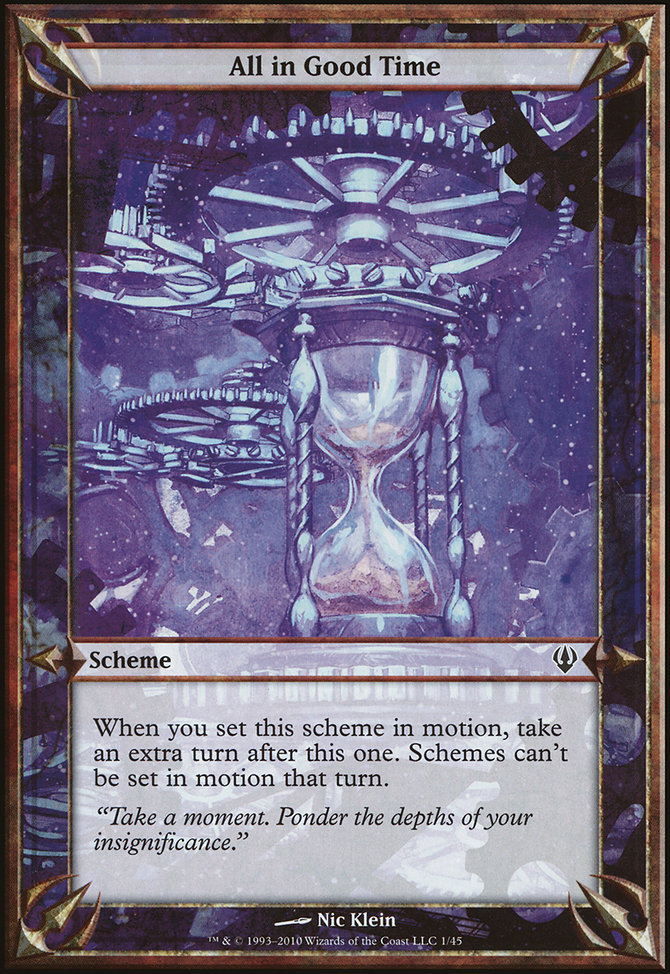 All in Good Time
Scheme
When you set this scheme in motion, take
an extra turn after this one. Schemes can’t
be set in motion that turn.
“Take a moment. Ponder the depths of your
insignificance.”
Nic Klein
™ & © 1993–2010 Wizards of the Coast LLC 1/45